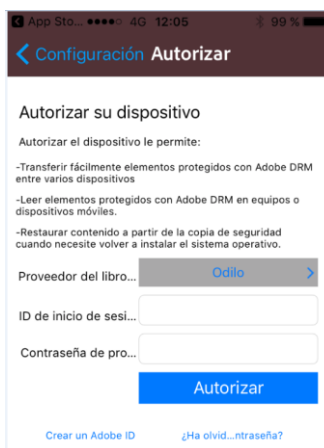 App Sto... 4G 12:05 99 %
Configuración Autorizar
Autorizar su dispositivo
Autorizar el dispositivo le permite:
-Transferir fácilmente elementos protegidos con Adobe DRM
entre varios dispositivos
-Leer elementos protegidos con Adobe DRM en equipos o
dispositivos móviles.
-Restaurar contenido a partir de la copia de seguridad
cuando necesite volver a instalar el sistema operativo.
Proveedor del libro... Odilo
ID de inicio de sesi...
Contraseña de pro...
Autorizar
Crear un Adobe ID ¿Ha olvid...ntraseña?